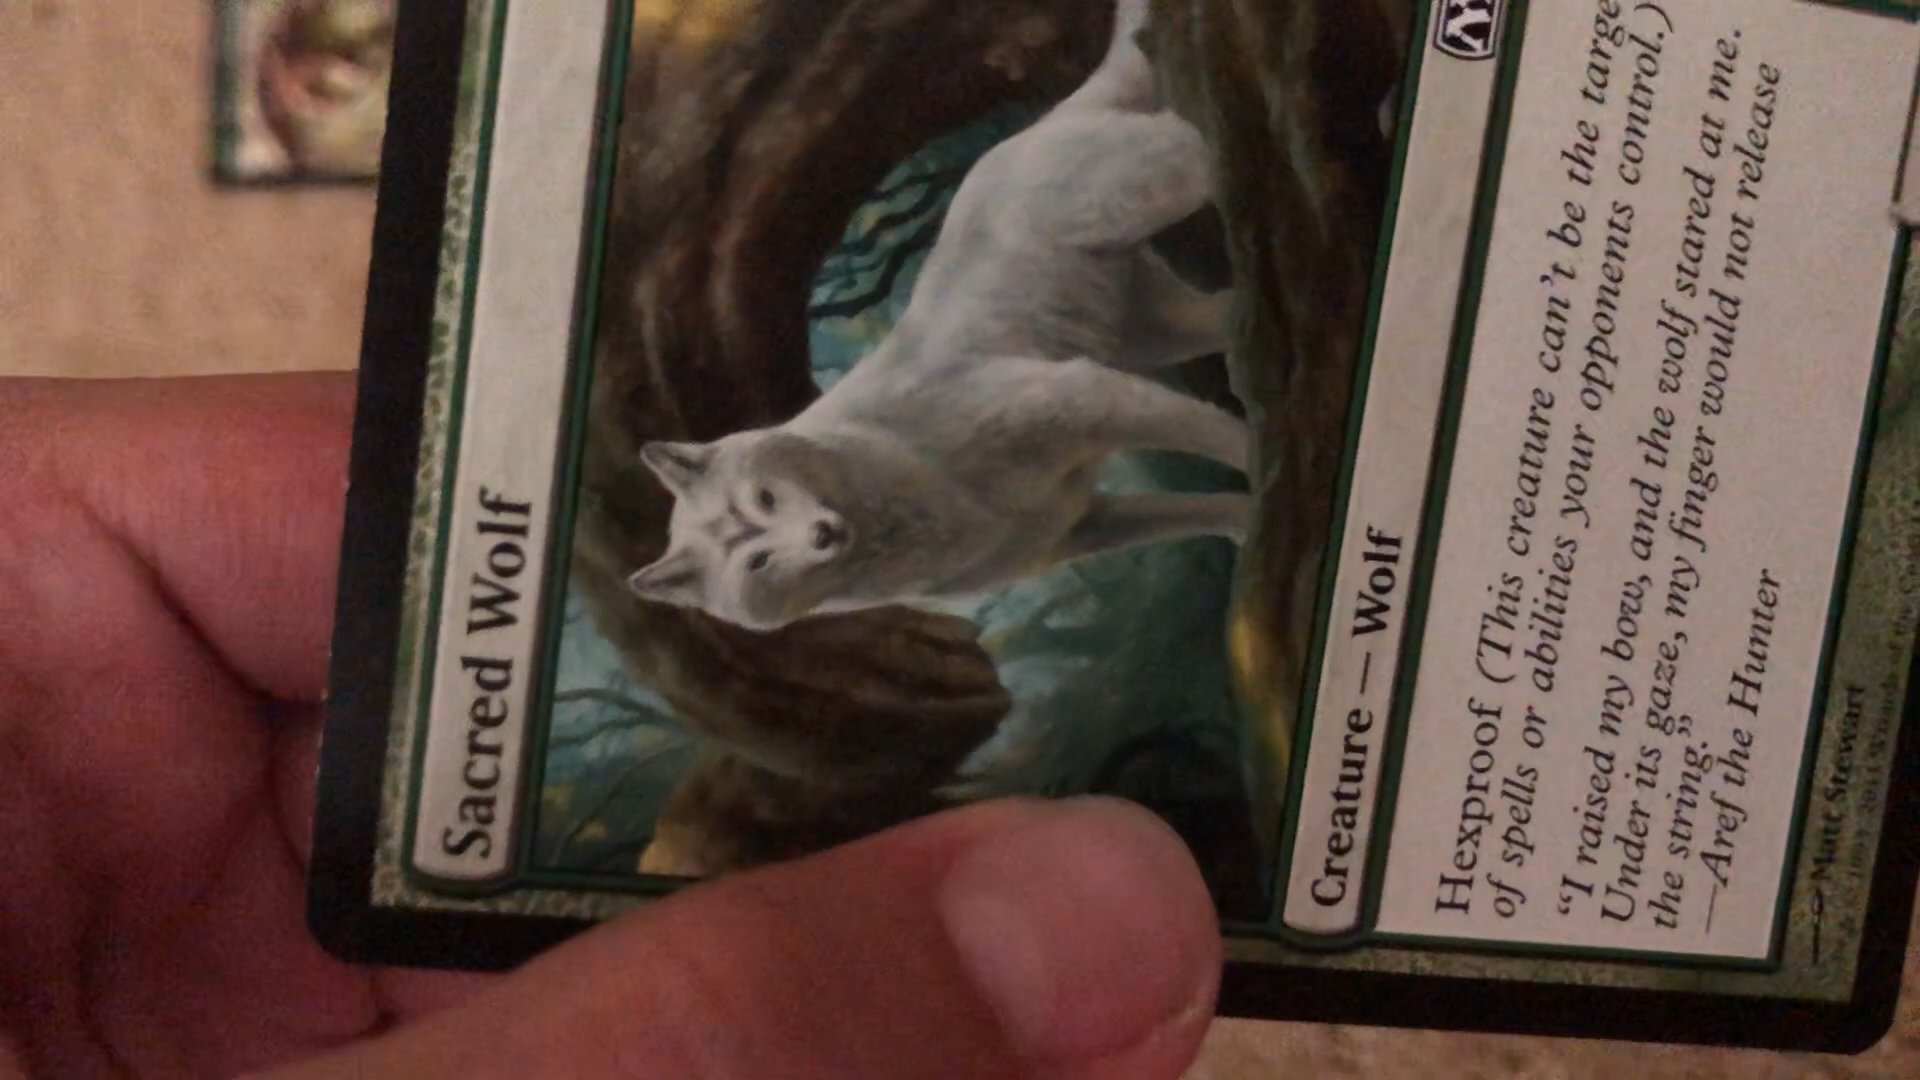 Sacred Wolf
Creature — Wolf
Hexproof (This creature can't be the targe
of spells or abilities your opponents control.)
“I raised my bow, and the wolf stared at me.
Under its gaze, my finger would not release
the string.”
—Aref the Hunter
Matt Stewart